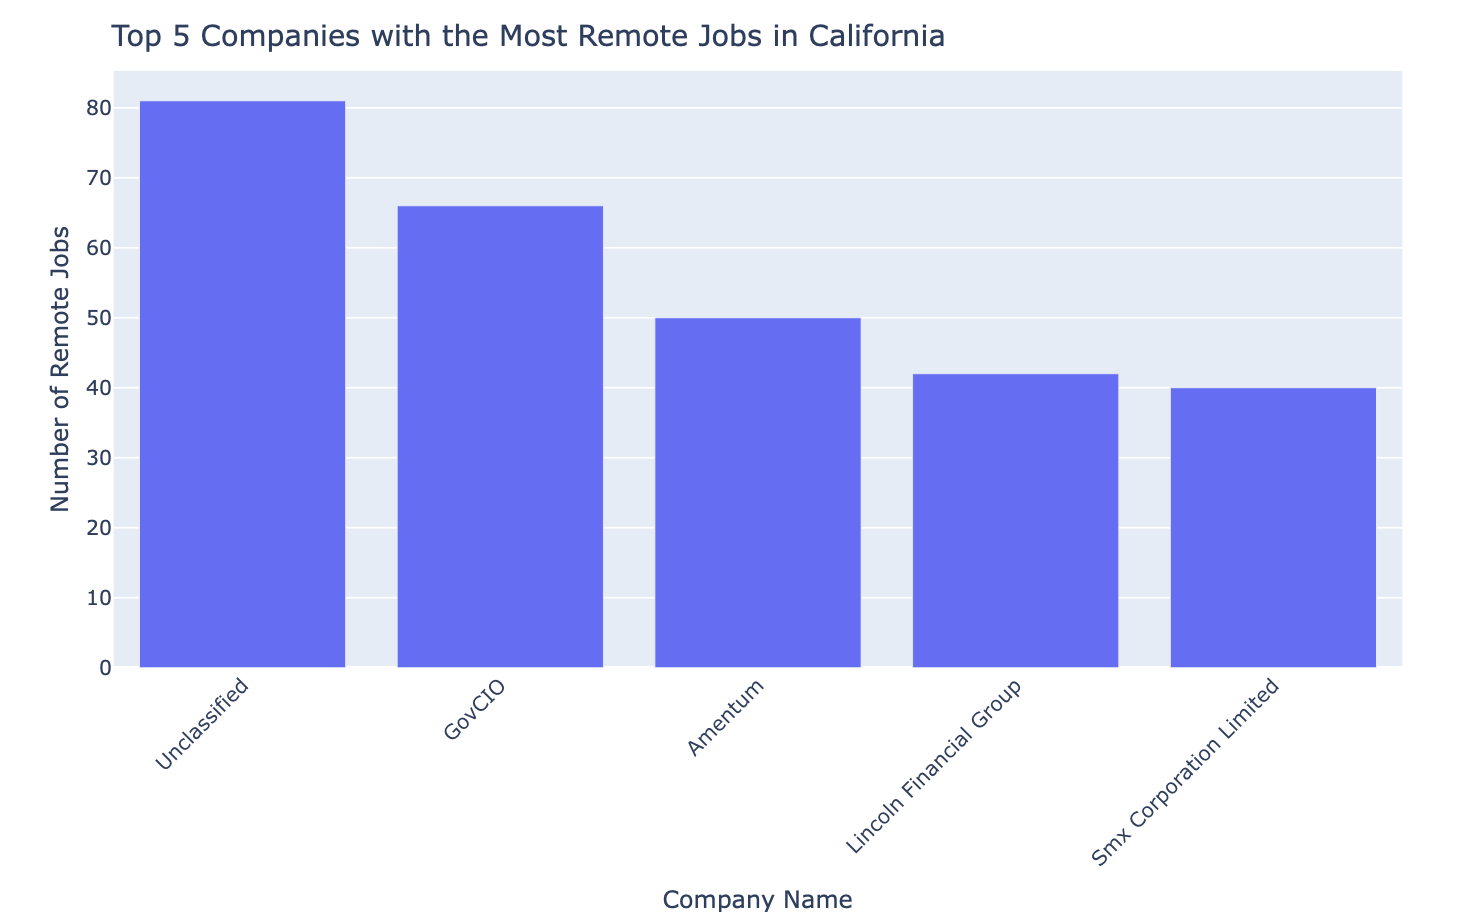 Top 5 Companies with the Most Remote Jobs in California
Number of Remote Jobs
80
70
60
50
40
30
20
10
0
Unclassified
GovCIO
Amentum
Lincoln Financial Group
Smx Corporation Limited
Company Name